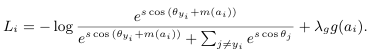 L_i = -\log \frac{e^{s \cos(\theta_{y_i} + m(a_i))}}{e^{s \cos(\theta_{y_i} + m(a_i))} + \sum_{j \neq y_i} e^{s \cos \theta_j}} + \lambda_g g(a_i).